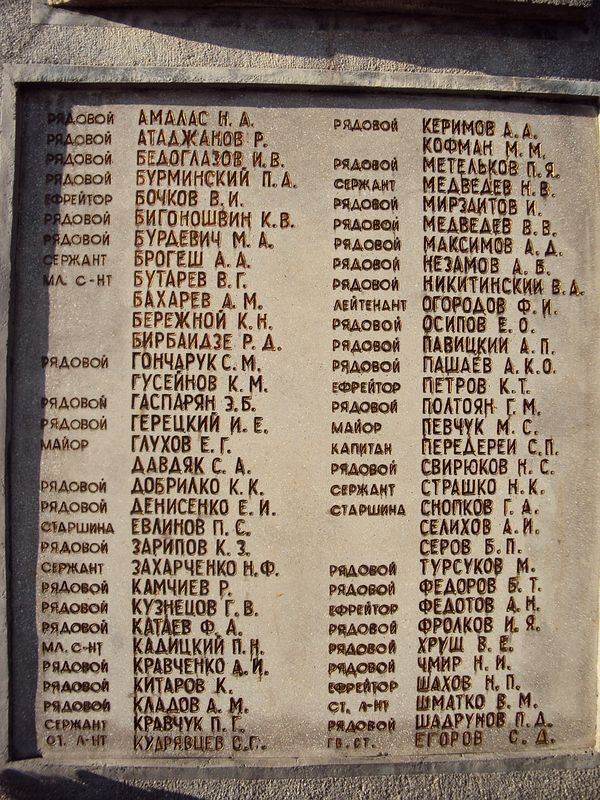 РЯДОВОЙ АМАЛАС Н. А.
РЯДОВОЙ АТАДЖАНОВ Р.
РЯДОВОЙ БЕДОГЛАЗОВ И. В.
РЯДОВОЙ БУРМИНСКИЙ П. А.
ЕФРЕЙТОР БОЧКОВ В. И.
РЯДОВОЙ БИГОНОШВИН К. В.
РЯДОВОЙ БУРДЕВИЧ М. А.
СЕРЖАНТ БРОГЕШ А. А.
МЛ. С-НТ БУТАРЕВ В. Г.
БАХАРЕВ А. М.
БЕРЕЖНОЙ К. Н.
БИРБАИДЗЕ Р. Д.
РЯДОВОЙ ГОНЧАРУК С. М.
ГУСЕЙНОВ К. М.
РЯДОВОЙ ГАСПАРЯН Э. Б.
РЯДОВОЙ ГЕРЕЦКИЙ И. Е.
МАЙОР ГЛУХОВ Е. Г.
ДАВДЯК С. А.
РЯДОВОЙ ДОБРИЛКО К. К.
РЯДОВОЙ ДЕНИСЕНКО Е. И.
СТАРШИНА ЕВЛИНОВ П. С.
РЯДОВОЙ ЗАРИПОВ К. З.
СЕРЖАНТ ЗАХАРЧЕНКО Н. Ф.
РЯДОВОЙ КАМЧИЕВ Р.
РЯДОВОЙ КУЗНЕЦОВ Г. В.
РЯДОВОЙ КАТАЕВ Ф. А.
МЛ. С-НТ КАДИЦКИЙ П. Н.
РЯДОВОЙ КРАВЧЕНКО А. И.
РЯДОВОЙ КИТАРОВ К.
РЯДОВОЙ КЛАДОВ А. М.
СЕРЖАНТ КРАВЧУК П. Г.
СТ. Л-НТ КУДРЯВЦЕВ С. Г.
РЯДОВОЙ КЕРИМОВ А. А.
КОФМАН М. М.
РЯДОВОЙ МЕТЕЛЬКОВ П. Я.
СЕРЖАНТ МЕДВЕДЕВ Н. В.
РЯДОВОЙ МИРЗАИТОВ И.
РЯДОВОЙ МЕДВЕДЕВ В. В.
РЯДОВОЙ МАКСИМОВ А. Д.
РЯДОВОЙ НЕЗАМОВ А. Б.
РЯДОВОЙ НИКИТИНСКИЙ В. А.
ЛЕЙТЕНАНТ ОГОРОДОВ Ф. И.
РЯДОВОЙ ОСИПОВ Е. О.
РЯДОВОЙ ПАВИЦКИЙ А. П.
РЯДОВОЙ ПАШАЁВ А. К. О.
ЕФРЕЙТОР ПЕТРОВ К. Т.
РЯДОВОЙ ПОЛТОЯН Г. М.
МАЙОР ПЕВЧУК М. С.
КАПИТАН ПЕРЕДЕРЕЙ С. П.
РЯДОВОЙ СВИРЮКОВ Н. С.
СЕРЖАНТ СТРАШКО Н. К.
СТАРШИНА СНОПКОВ Г. А.
СЕЛИХОВ А. И.
СЕРОВ Б. П.
РЯДОВОЙ ТУРСУКОВ М.
РЯДОВОЙ ФЕДОРОВ Б. Т.
ЕФРЕЙТОР ФЕДОТОВ А. Н.
РЯДОВОЙ ФРОЛКОВ И. Я.
РЯДОВОЙ ХРУЩ В. Е.
РЯДОВОЙ ЧМИР Н. И.
ЕФРЕЙТОР ШАХОВ Н. П.
СТ. Л-НТ ШМАТКО В. М.
РЯДОВОЙ ШАДРУНОВ П. Д.
ГВ. СТ. ЕГОРОВ С. Д.